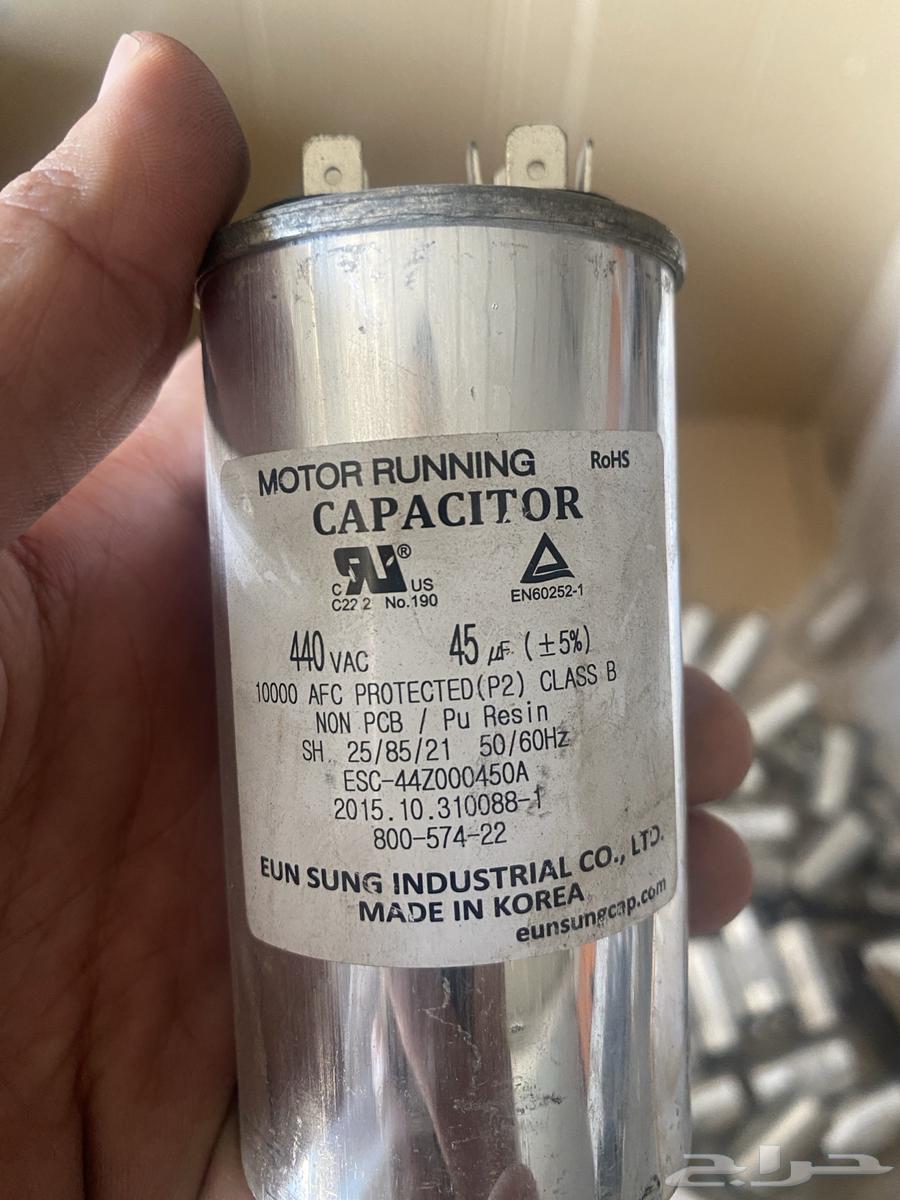 MOTOR RUNNING RoHS
CAPACITOR
C RU ® US
C22 2 No.190 EN60252-1
440 VAC 45 µF (±5%)
10000 AFC PROTECTED(P2) CLASS B
NON PCB / Pu Resin
SH 25/85/21 50/60Hz
ESC-44Z000450A
2015.10.310088-1
800-574-22
EUN SUNG INDUSTRIAL CO., LTD.
MADE IN KOREA
eunsungcap.com
حراج